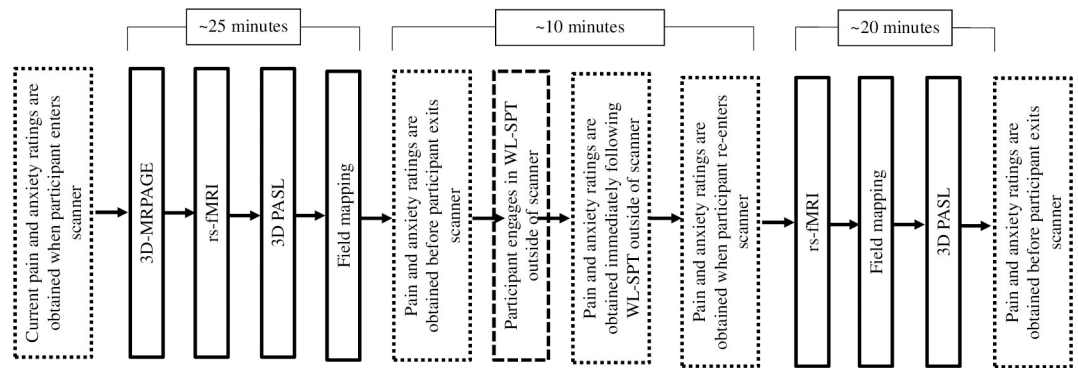 ~25 minutes
~10 minutes
~20 minutes
Current pain and anxiety ratings are
obtained when participant enters
scanner
3D-MRPAGE
rs-fMRI
3D PASL
Field mapping
Pain and anxiety ratings are
obtained before participant exits
scanner
Participant engages in WL-SPT
outside of scanner
Pain and anxiety ratings are
obtained immediately following
WL-SPT outside of scanner
Pain and anxiety ratings are
obtained when participant re-enters
scanner
rs-fMRI
Field mapping
3D PASL
Pain and anxiety ratings are
obtained before participant exits
scanner